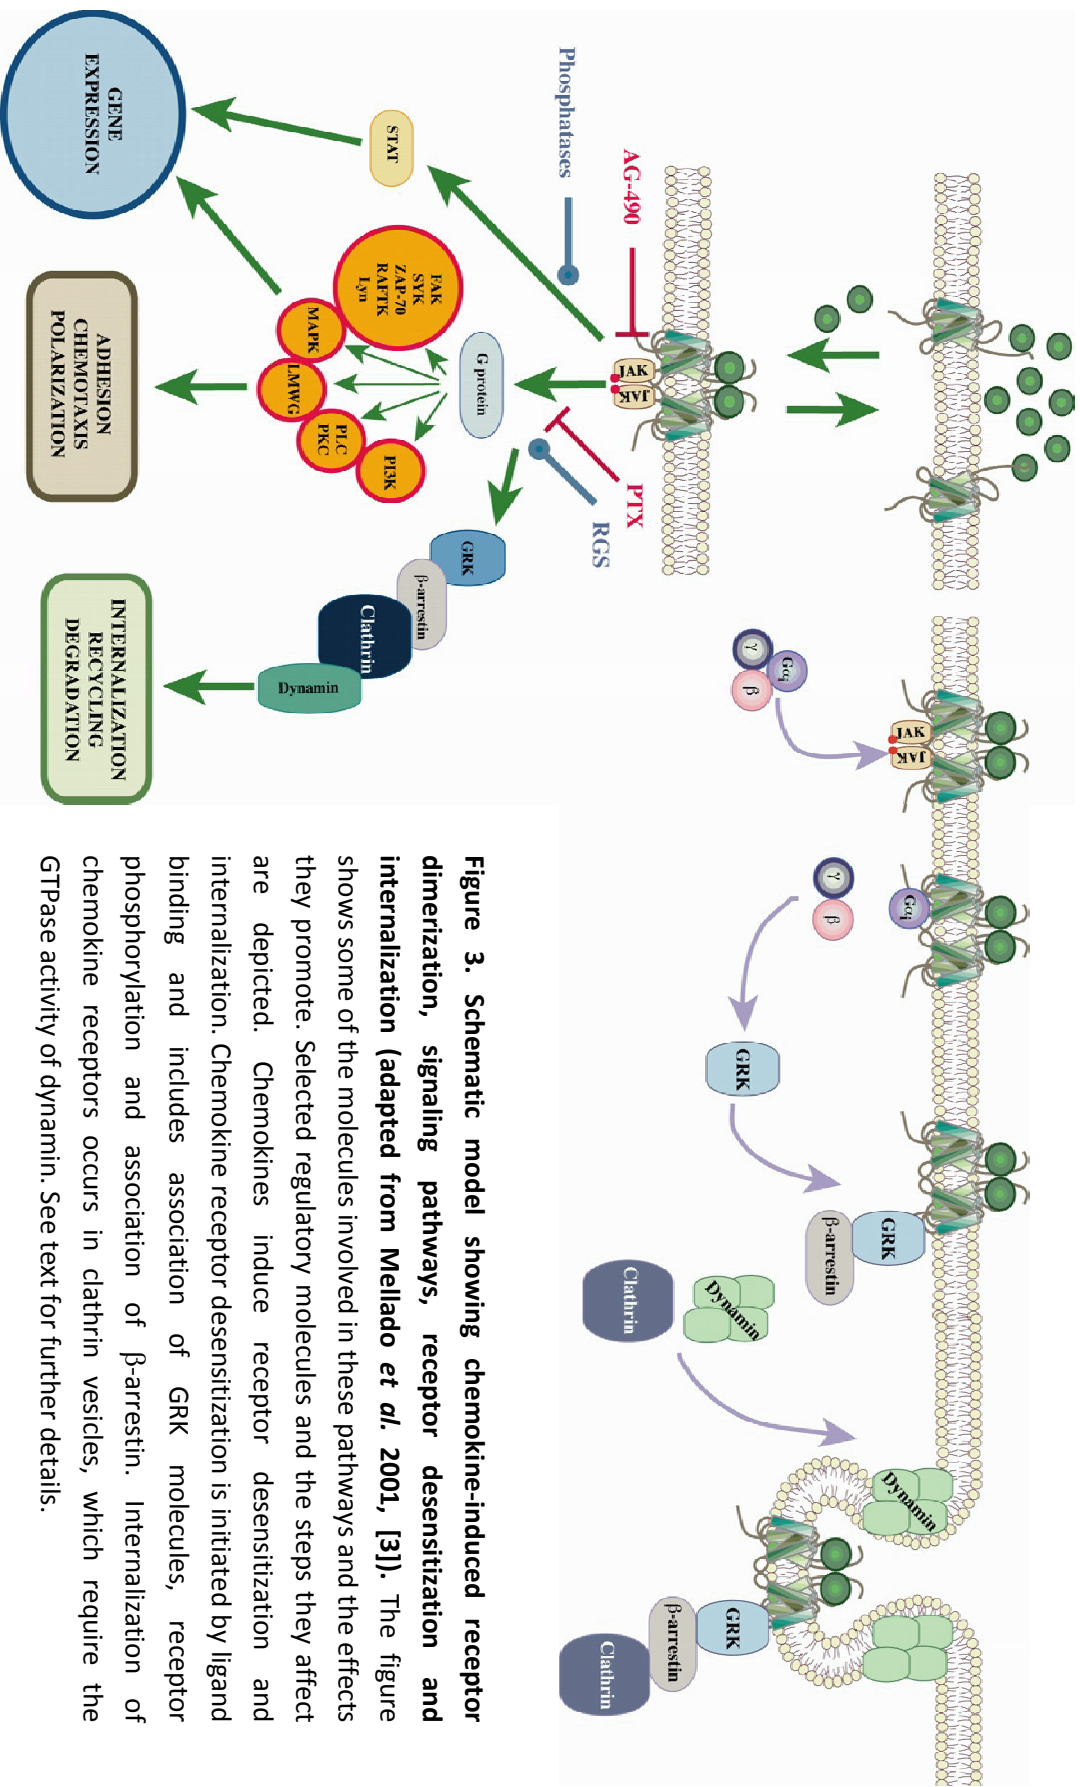 JAK
JAK
Gαi
γ
β
Gαi
γ
β
GRK
GRK
β-arrestin
Dynamin
Clathrin
Dynamin
GRK
β-arrestin
Clathrin
AG-490
Phosphatases
JAK
JAK
PTX
RGS
STAT
G protein
FAK
SYK
ZAP-70
RAFTK
Lyn
MAPK
LMWG
PLC
PKC
PI3K
GRK
β-arrestin
Clathrin
Dynamin
GENE
EXPRESSION
ADHESION
CHEMOTAXIS
POLARIZATION
INTERNALIZATION
RECYCLING
DEGRADATION
Figure 3. Schematic model showing chemokine-induced receptor
dimerization, signaling pathways, receptor desensitization and
internalization (adapted from Mellado et al. 2001, [3]). The figure
shows some of the molecules involved in these pathways and the effects
they promote. Selected regulatory molecules and the steps they affect
are depicted. Chemokines induce receptor desensitization and
internalization. Chemokine receptor desensitization is initiated by ligand
binding and includes association of GRK molecules, receptor
phosphorylation and association of β-arrestin. Internalization of
chemokine receptors occurs in clathrin vesicles, which require the
GTPase activity of dynamin. See text for further details.